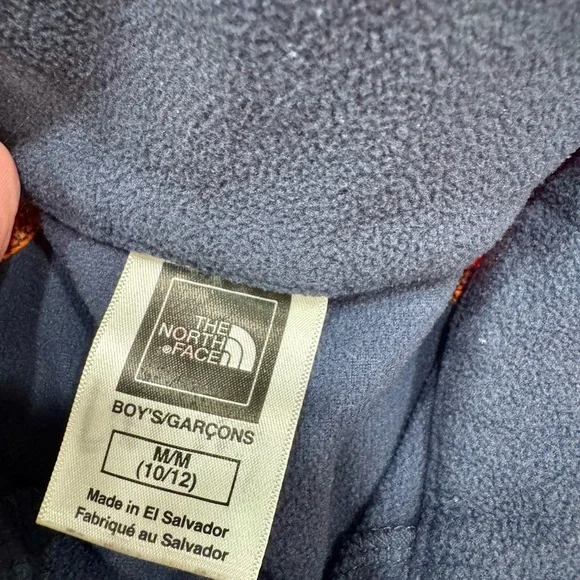 THE
NORTH
®FACE
BOY'S/GARÇONS
M/M
(10/12)
Made in El Salvador
Fabriqué au Salvador